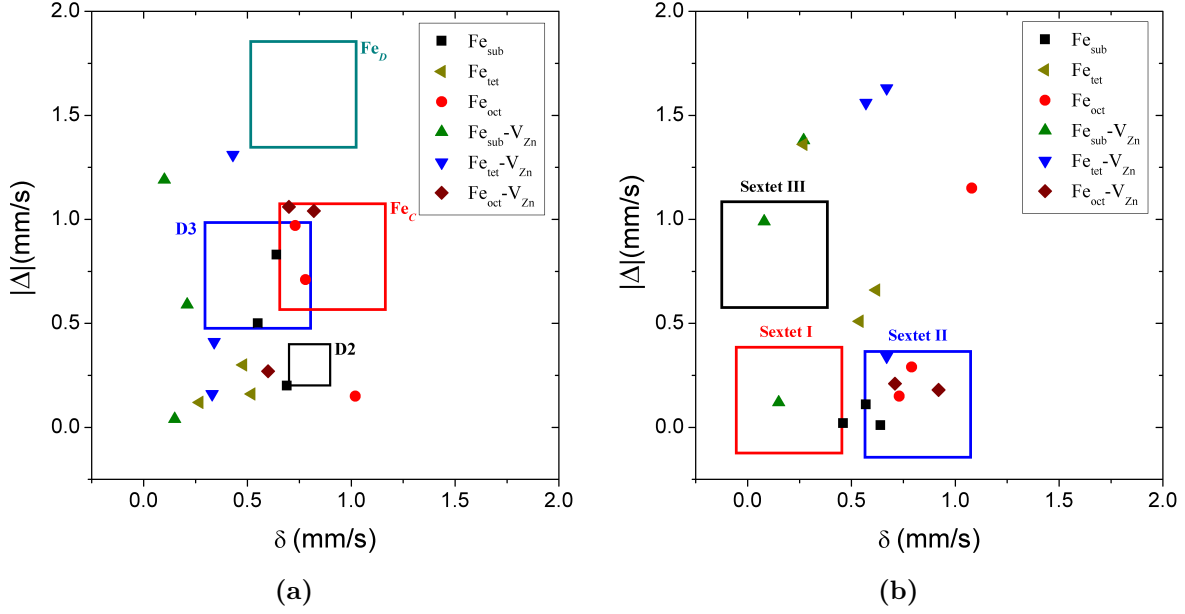 2.0
1.5
1.0
0.5
0.0
0.0
0.5
1.0
1.5
2.0
|Δ|(mm/s)
δ (mm/s)
Fe_D
Fe_C
D3
D2
Fe_sub
Fe_tet
Fe_oct
Fe_sub-V_Zn
Fe_tet-V_Zn
Fe_oct-V_Zn
(a)
2.0
1.5
1.0
0.5
0.0
0.0
0.5
1.0
1.5
2.0
|Δ|(mm/s)
δ (mm/s)
Sextet III
Sextet I
Sextet II
Fe_sub
Fe_tet
Fe_oct
Fe_sub-V_Zn
Fe_tet-V_Zn
Fe_oct-V_Zn
(b)